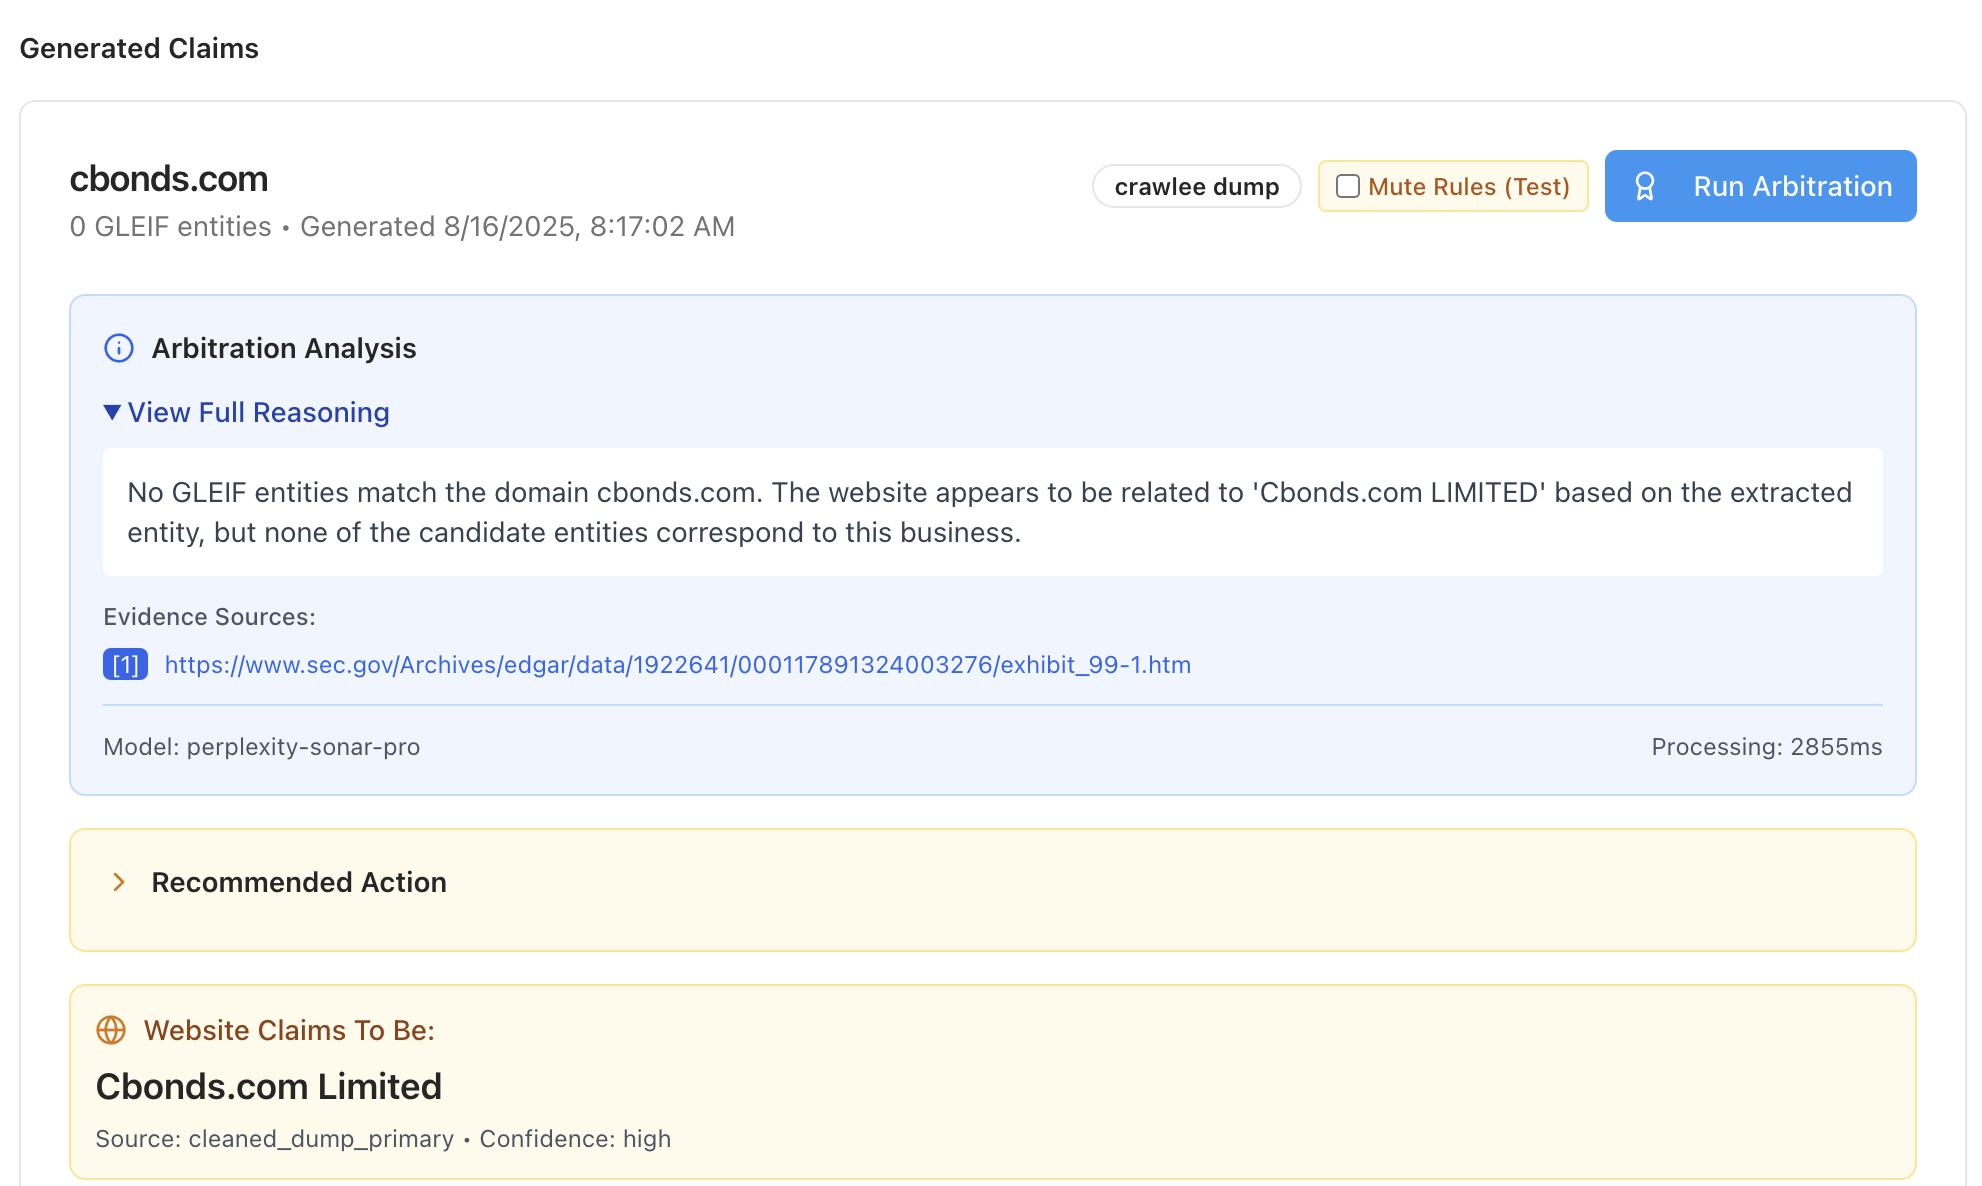 Generated Claims
cbonds.com
0 GLEIF entities • Generated 8/16/2025, 8:17:02 AM
crawlee dump
Mute Rules (Test)
Run Arbitration
Arbitration Analysis
▼ View Full Reasoning
No GLEIF entities match the domain cbonds.com. The website appears to be related to 'Cbonds.com LIMITED' based on the extracted
entity, but none of the candidate entities correspond to this business.
Evidence Sources:
[1] https://www.sec.gov/Archives/edgar/data/1922641/000117891324003276/exhibit_99-1.htm
Model: perplexity-sonar-pro
Processing: 2855ms
Recommended Action
Website Claims To Be:
Cbonds.com Limited
Source: cleaned_dump_primary • Confidence: high